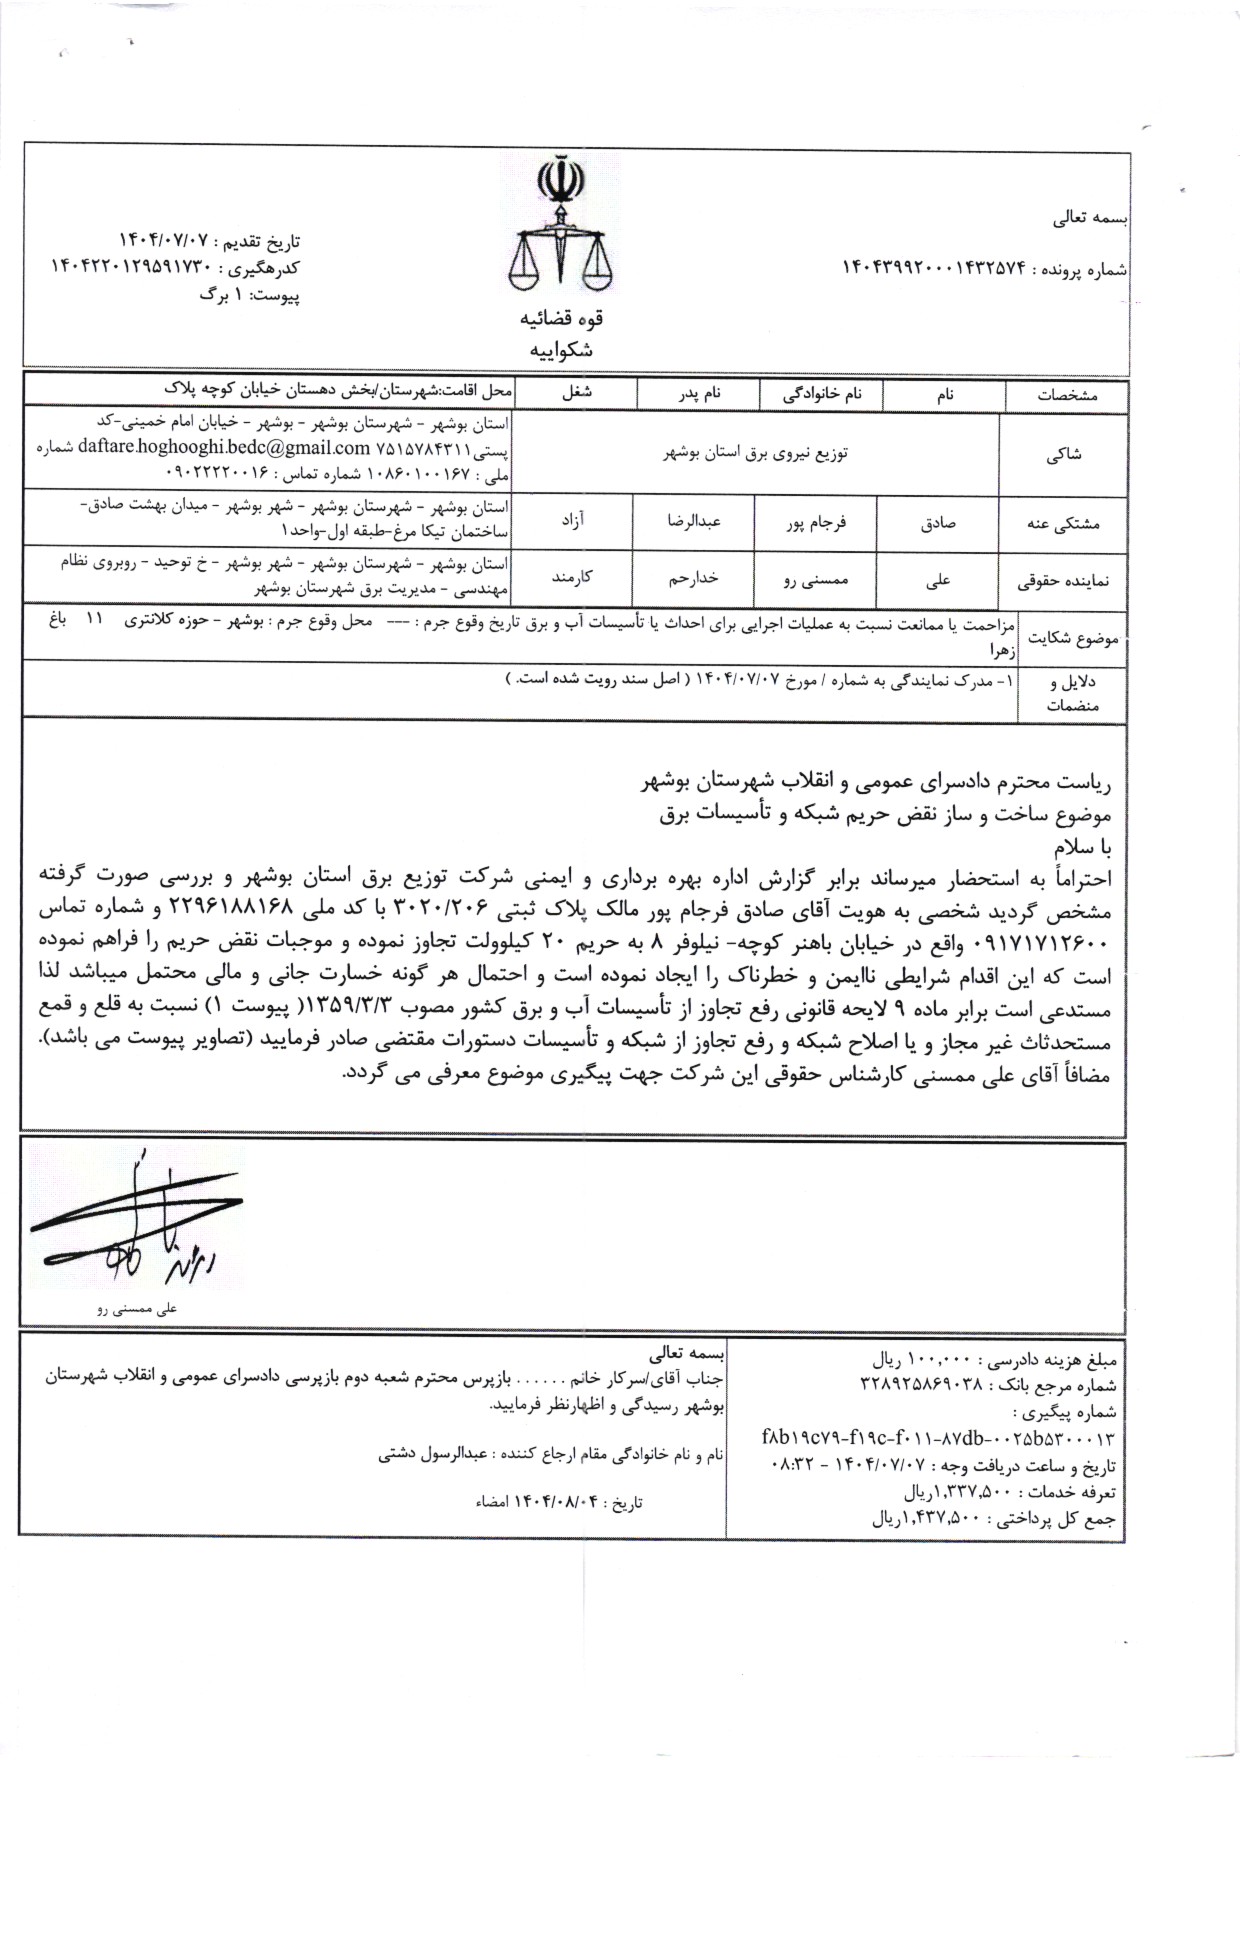 بسمه تعالی
شماره پرونده : ۱۴۰۴۳۹۹۲۰۰۰۱۴۳۲۵۷۴
تاریخ تقدیم : ۱۴۰۴/۰۷/۰۷
کدرهگیری : ۱۴۰۴۲۲۰۱۲۹۵۹۱۷۳۰
پیوست: ۱ برگ
قوه قضائیه
شکواییه
مشخصات نام نام خانوادگی نام پدر شغل محل اقامت:شهرستان/بخش دهستان خیابان کوچه پلاک
شاکی توزیع نیروی برق استان بوشهر
استان بوشهر - شهرستان بوشهر - بوشهر - خیابان امام خمینی-کد
پستی۷۵۱۵۷۸۴۳۱۱ daftare.hoghooghi.bedc@gmail.com شماره
ملی : ۱۰۸۶۰۱۰۰۱۶۷ شماره تماس : ۰۹۰۲۲۲۲۰۰۱۶
مشتکی عنه صادق فرجام پور عبدالرضا آزاد
استان بوشهر - شهرستان بوشهر - شهر بوشهر - میدان بهشت صادق-
ساختمان تیکا مرغ-طبقه اول-واحد۱
نماینده حقوقی علی ممسنی رو خدارحم کارمند
استان بوشهر - شهرستان بوشهر - شهر بوشهر - خ توحید - روبروی نظام
مهندسی - مدیریت برق شهرستان بوشهر
موضوع شکایت مزاحمت یا ممانعت نسبت به عملیات اجرایی برای احداث یا تأسیسات آب و برق تاریخ وقوع جرم : --- محل وقوع جرم : بوشهر - حوزه کلانتری ۱۱ باغ
زهرا
دلایل و
منضمات
۱- مدرک نمایندگی به شماره / مورخ ۱۴۰۴/۰۷/۰۷ ( اصل سند رویت شده است. )
ریاست محترم دادسرای عمومی و انقلاب شهرستان بوشهر
موضوع ساخت و ساز نقض حریم شبکه و تأسیسات برق
با سلام
احتراماً به استحضار میرساند برابر گزارش اداره بهره برداری و ایمنی شرکت توزیع برق استان بوشهر و بررسی صورت گرفته
مشخص گردید شخصی به هویت آقای صادق فرجام پور مالک پلاک ثبتی ۳۰۲۰/۲۰۶ با کد ملی ۲۲۹۶۱۸۸۱۶۸ و شماره تماس
۰۹۱۷۱۷۱۲۶۰۰ واقع در خیابان باهنر کوچه- نیلوفر ۸ به حریم ۲۰ کیلوولت تجاوز نموده و موجبات نقض حریم را فراهم نموده
است که این اقدام شرایطی ناایمن و خطرناک را ایجاد نموده است و احتمال هر گونه خسارت جانی و مالی محتمل میباشد لذا
مستدعی است برابر ماده ۹ لایحه قانونی رفع تجاوز از تأسیسات آب و برق کشور مصوب ۱۳۵۹/۳/۳( پیوست ۱) نسبت به قلع و قمع
مستحدثاث غیر مجاز و یا اصلاح شبکه و رفع تجاوز از شبکه و تأسیسات دستورات مقتضی صادر فرمایید (تصاویر پیوست می باشد).
مضافاً آقای علی ممسنی کارشناس حقوقی این شرکت جهت پیگیری موضوع معرفی می گردد.
علی ممسنی رو
مبلغ هزینه دادرسی : ۱۰۰,۰۰۰ ریال
شماره مرجع بانک : ۳۲۸۹۲۵۸۶۹۰۳۸
شماره پیگیری :
f۸b۱۹c۷۹-f۱۹c-f۰۱۱-۸۷db-۰۰۲۵b۵۳۰۰۰۱۳
تاریخ و ساعت دریافت وجه : ۱۴۰۴/۰۷/۰۷ - ۰۸:۳۲
تعرفه خدمات : ۱,۳۳۷,۵۰۰ریال
جمع کل پرداختی : ۱,۴۳۷,۵۰۰ریال
بسمه تعالی
جناب آقای/سرکار خانم ...... بازپرس محترم شعبه دوم بازپرسی دادسرای عمومی و انقلاب شهرستان
بوشهر رسیدگی و اظهارنظر فرمایید.
نام و نام خانوادگی مقام ارجاع کننده : عبدالرسول دشتی
تاریخ : ۱۴۰۴/۰۸/۰۴ امضاء